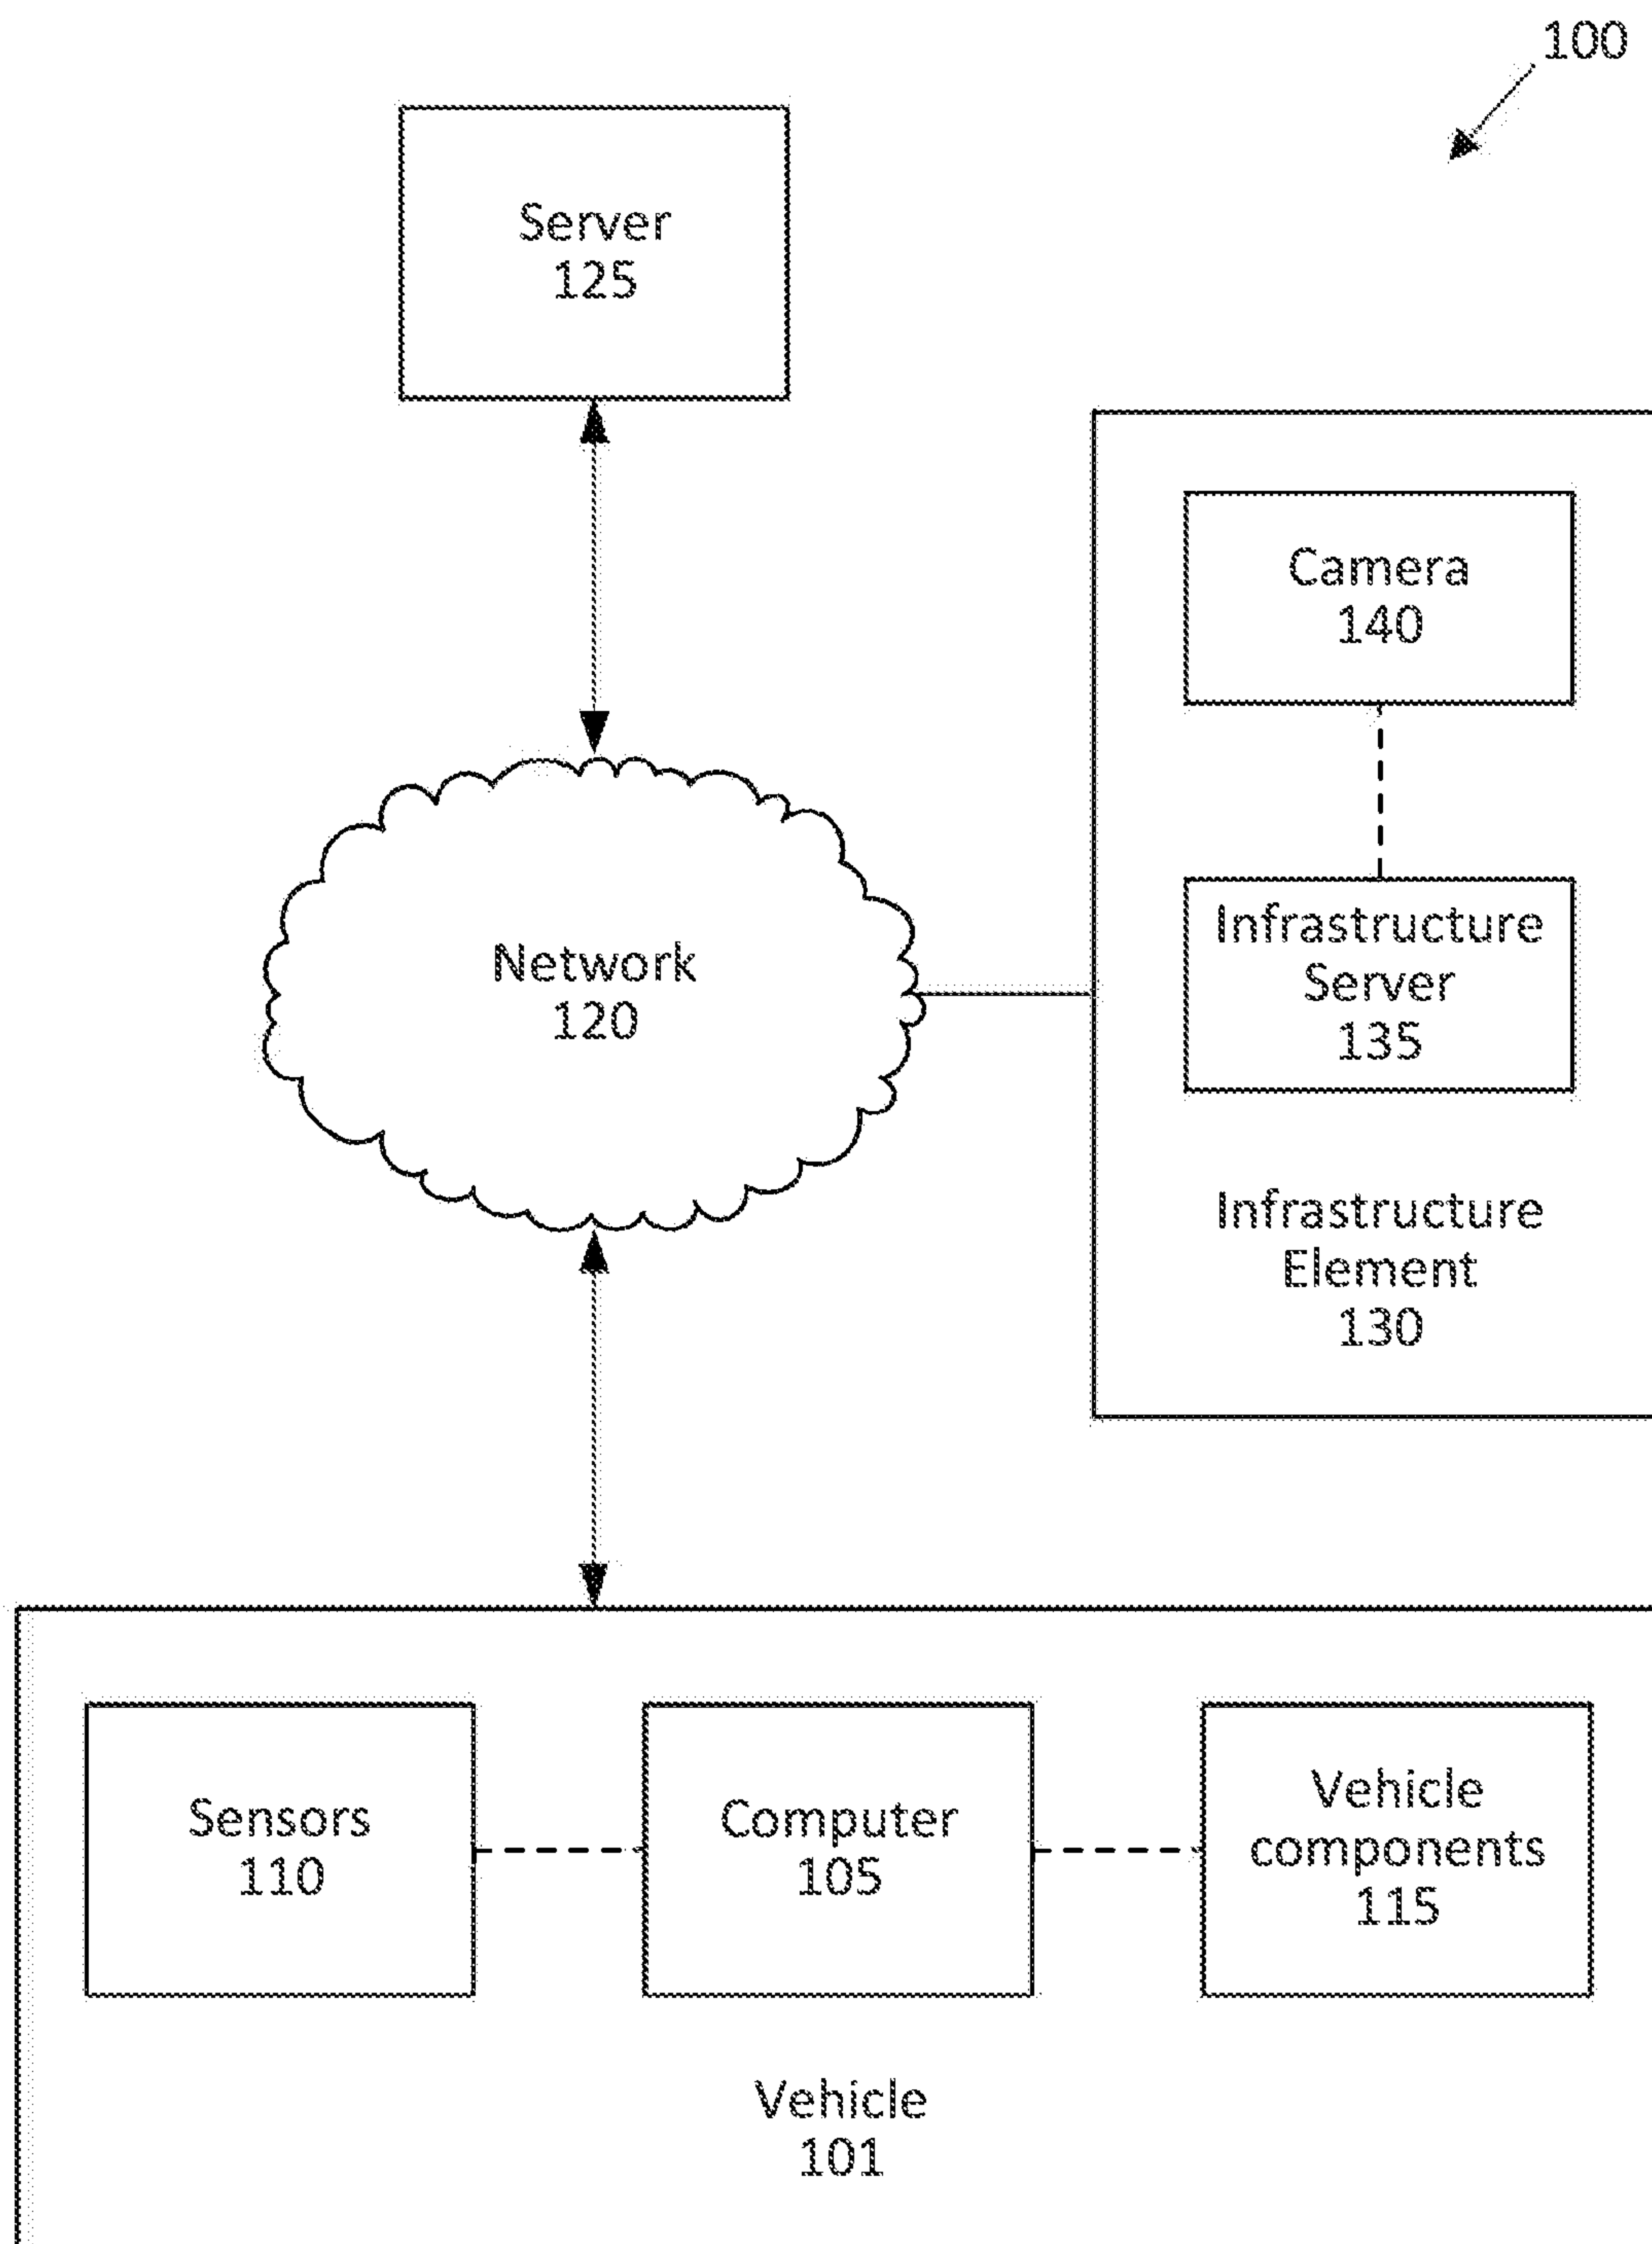 100
Server
125
Camera
140
Infrastructure
Server
135
Network
120
Infrastructure
Element
130
Sensors
110
Computer
105
Vehicle
components
115
Vehicle
101